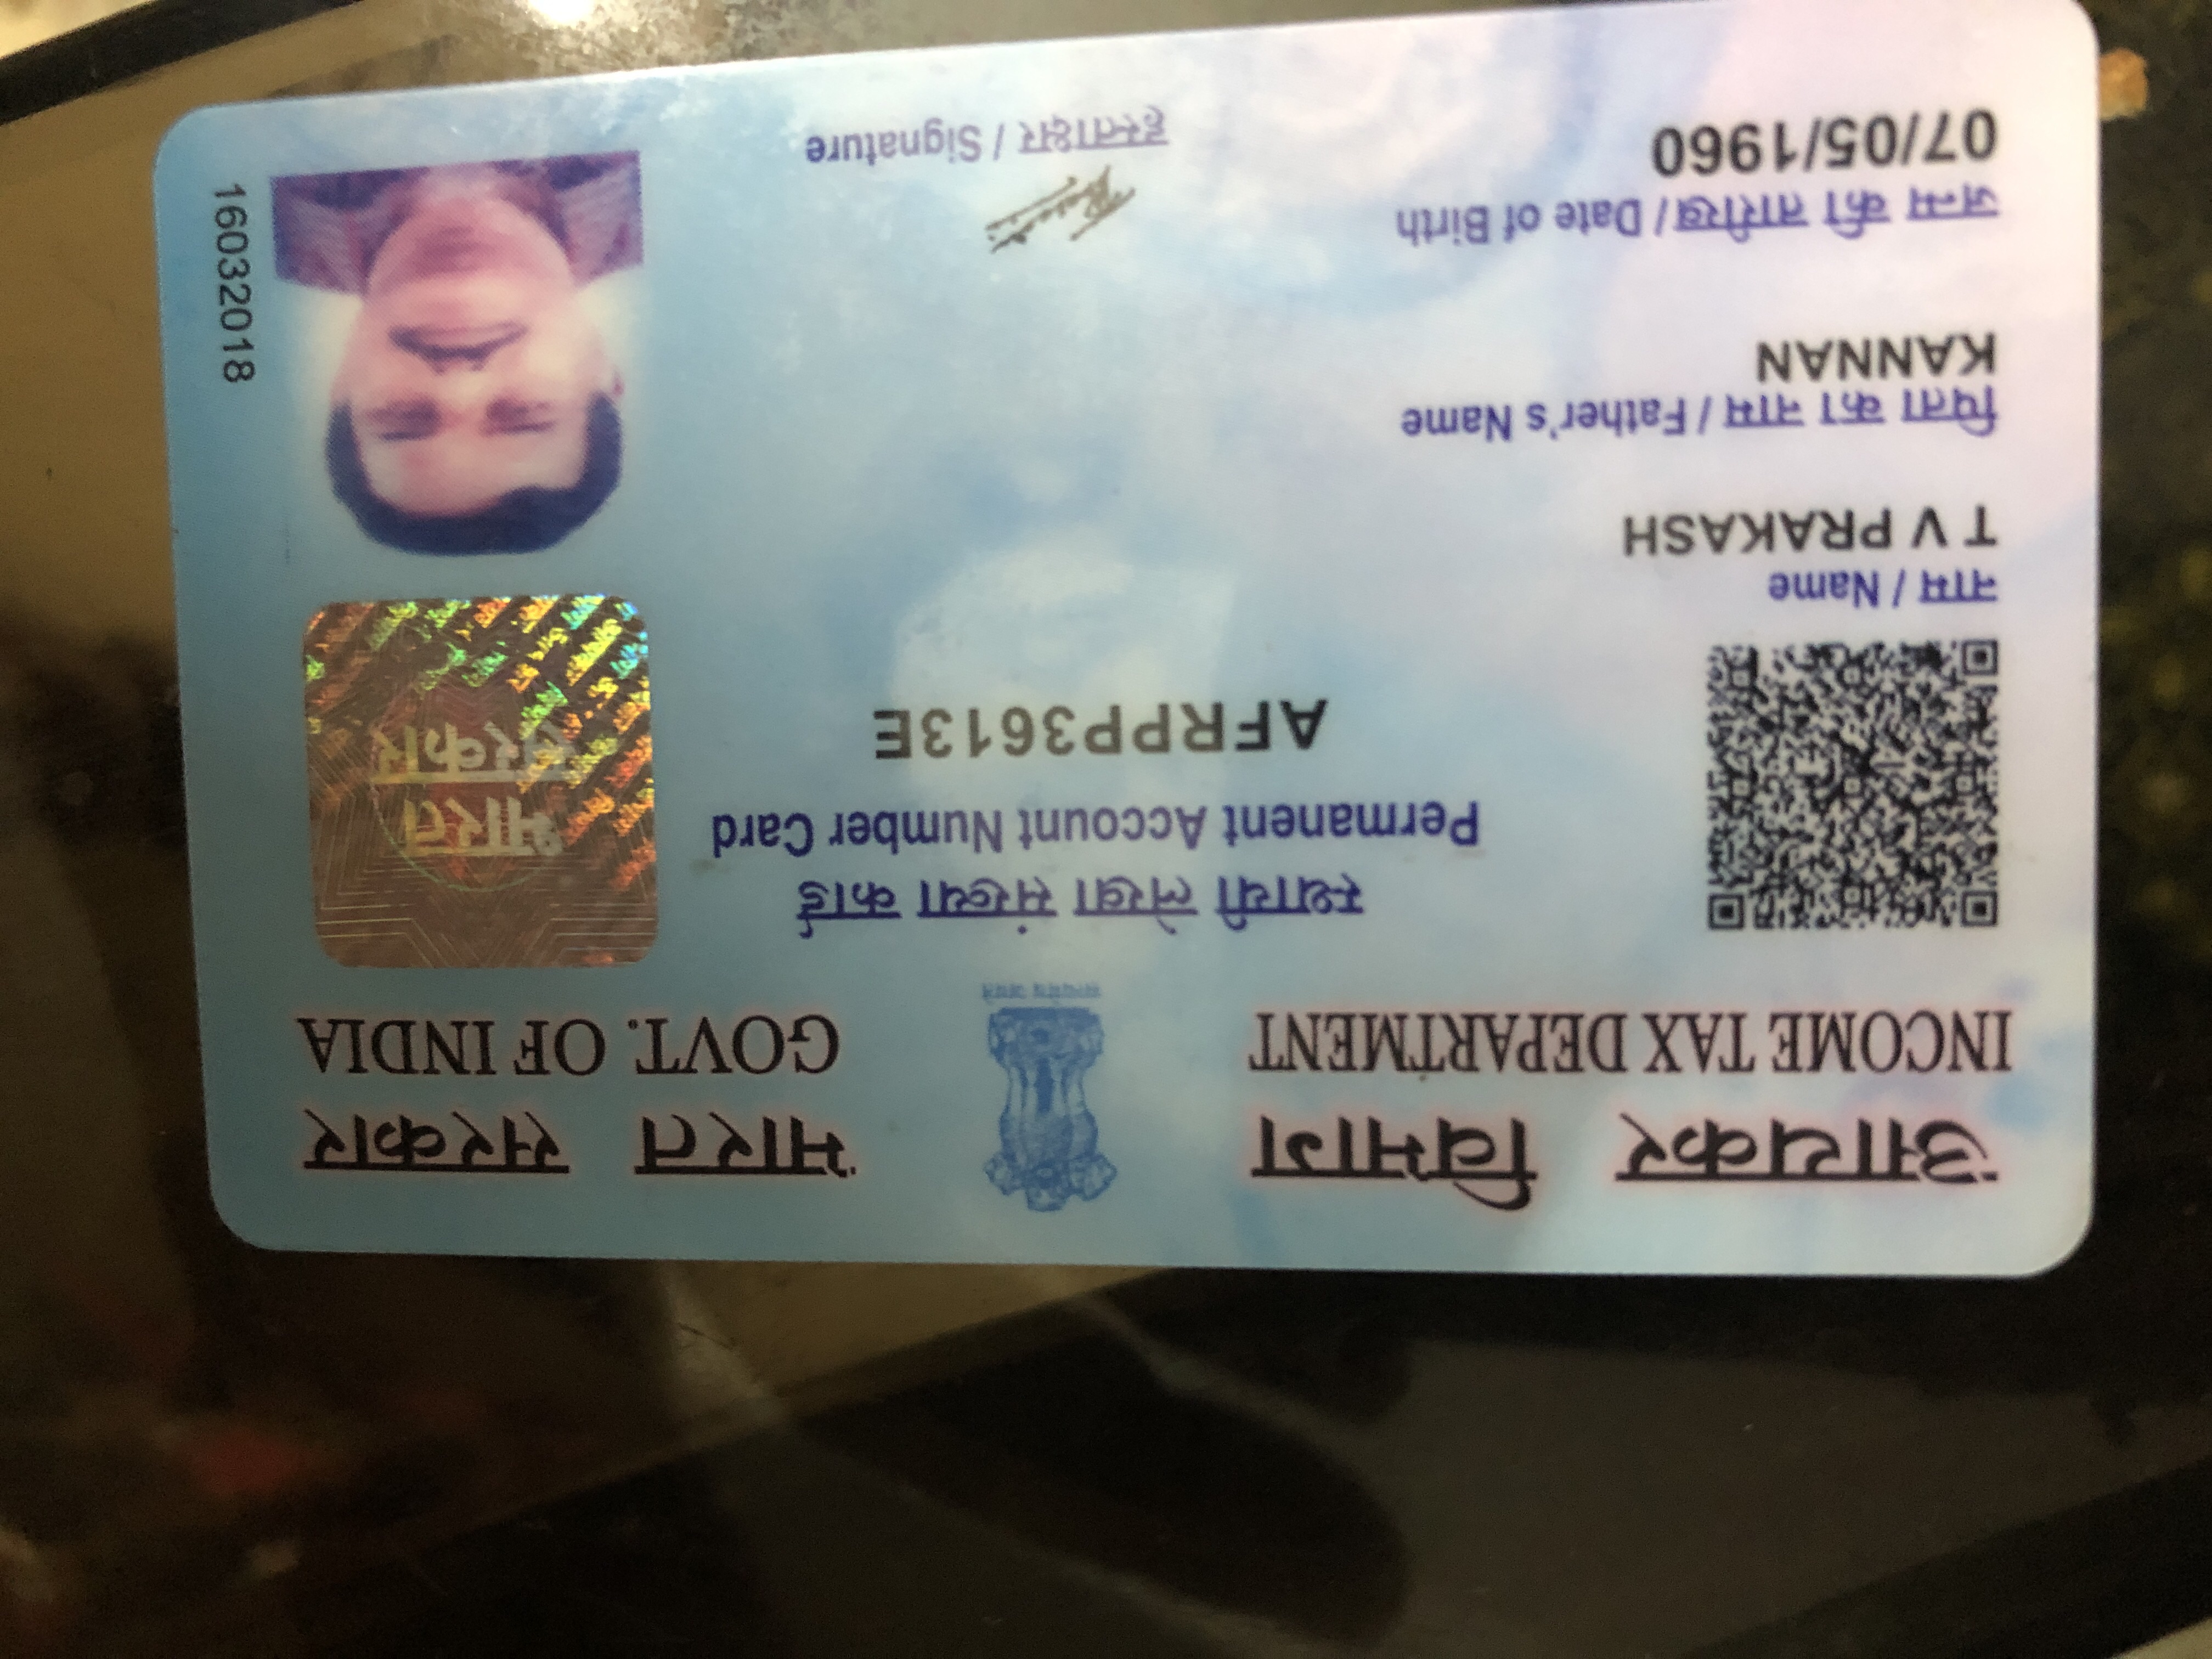 आयकर विभाग
INCOME TAX DEPARTMENT
सत्यमेव जयते
भारत सरकार
GOVT. OF INDIA
स्थायी लेखा संख्या कार्ड
Permanent Account Number Card
AFRPP3613E
भारत
सरकार
नाम / Name
T V PRAKASH
पिता का नाम / Father's Name
KANNAN
जन्म की तारीख / Date of Birth
07/05/1960
हस्ताक्षर / Signature
16032018